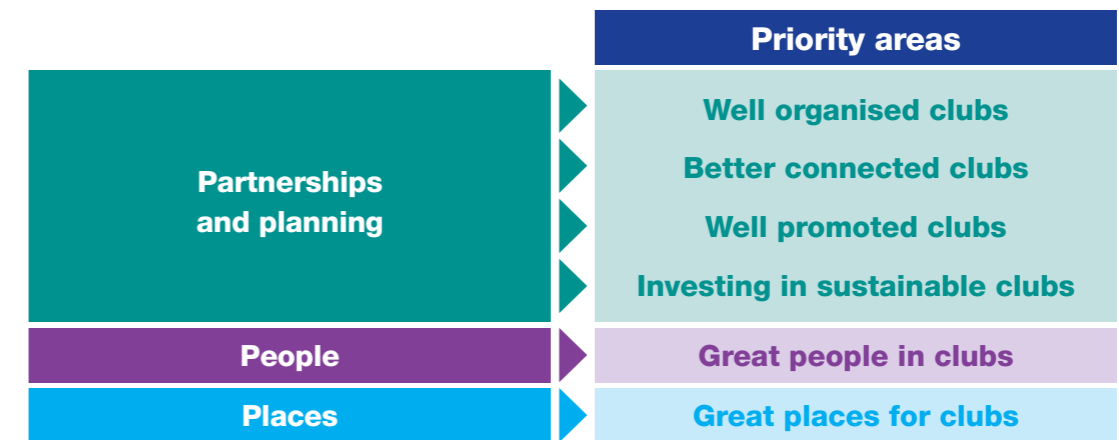 Priority areas
Partnerships
and planning
Well organised clubs
Better connected clubs
Well promoted clubs
Investing in sustainable clubs
People
Great people in clubs
Places
Great places for clubs